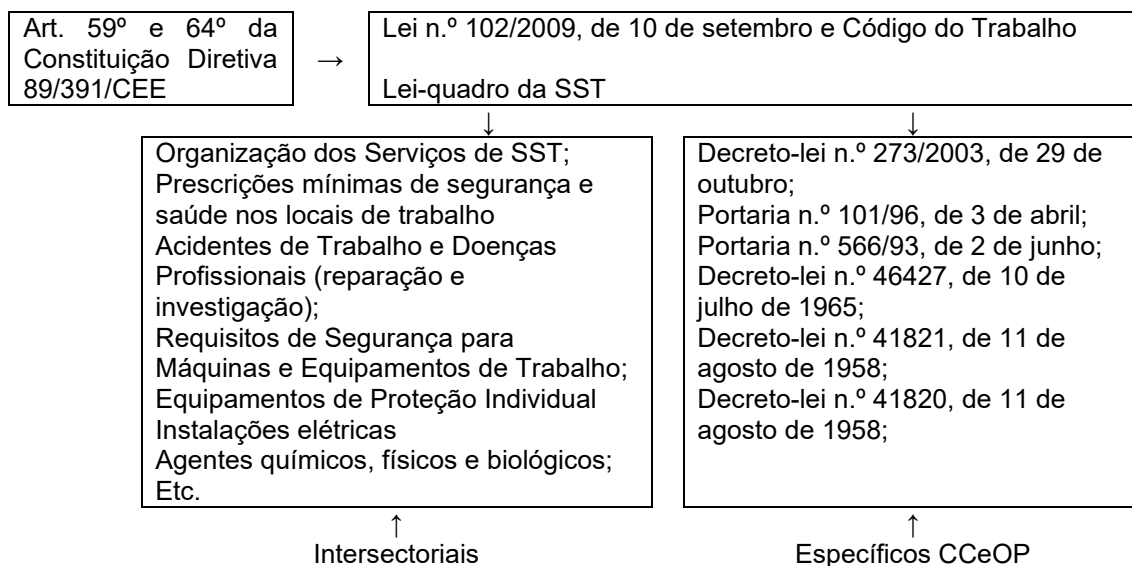 Art. 59º e 64º da
Constituição Diretiva
89/391/CEE
→
Lei n.º 102/2009, de 10 de setembro e Código do Trabalho
Lei-quadro da SST
↓
↓
Organização dos Serviços de SST;
Prescrições mínimas de segurança e
saúde nos locais de trabalho
Acidentes de Trabalho e Doenças
Profissionais (reparação e
investigação);
Requisitos de Segurança para
Máquinas e Equipamentos de Trabalho;
Equipamentos de Proteção Individual
Instalações elétricas
Agentes químicos, físicos e biológicos;
Etc.
Decreto-lei n.º 273/2003, de 29 de
outubro;
Portaria n.º 101/96, de 3 de abril;
Portaria n.º 566/93, de 2 de junho;
Decreto-lei n.º 46427, de 10 de
julho de 1965;
Decreto-lei n.º 41821, de 11 de
agosto de 1958;
Decreto-lei n.º 41820, de 11 de
agosto de 1958;
↑
Intersectoriais
↑
Específicos CCeOP